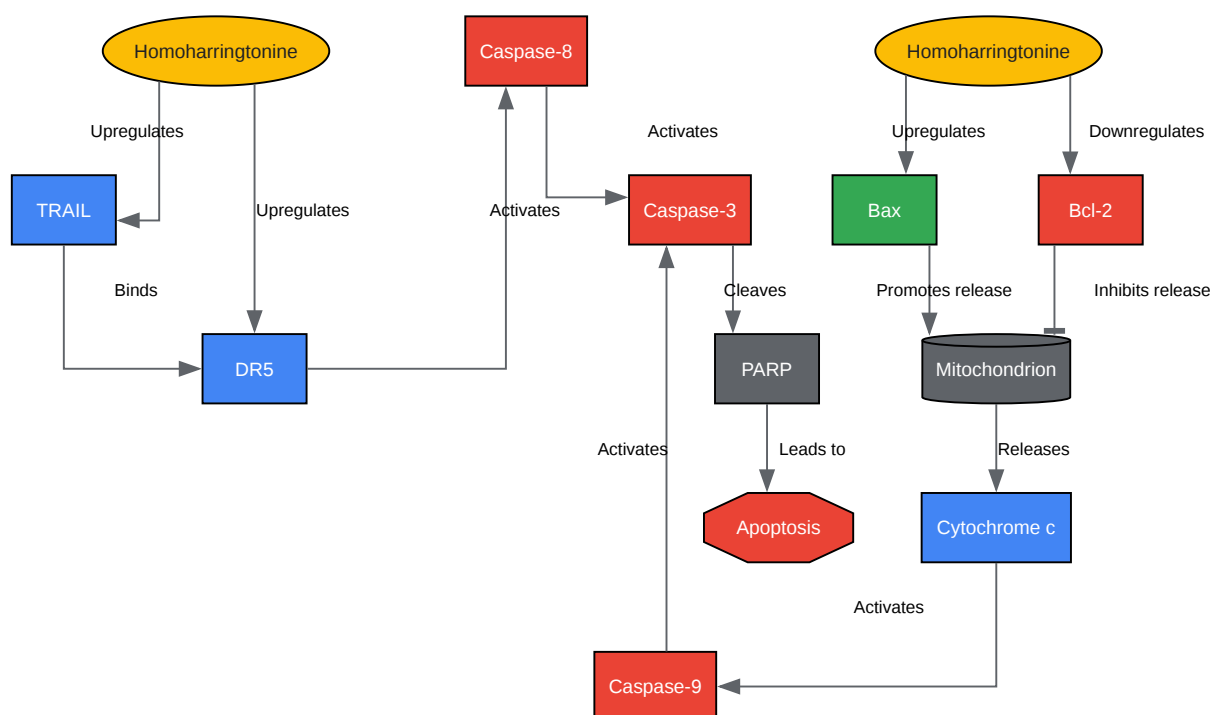 Homoharringtonine
Caspase-8
Homoharringtonine
Upregulates
Activates
Upregulates
Downregulates
TRAIL
Upregulates
Activates
Caspase-3
Bax
Bcl-2
Binds
Cleaves
Promotes release
Inhibits release
DR5
PARP
Mitochondrion
Activates
Leads to
Releases
Apoptosis
Cytochrome c
Activates
Caspase-9